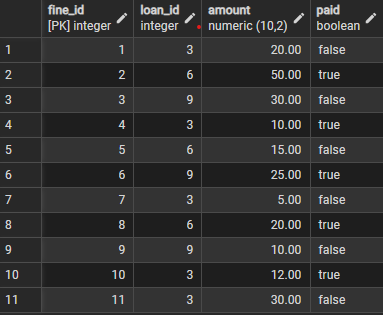 fine_id loan_id amount paid
[PK] integer integer numeric (10,2) boolean
1 1 3 20.00 false
2 2 6 50.00 true
3 3 9 30.00 false
4 4 3 10.00 true
5 5 6 15.00 false
6 6 9 25.00 true
7 7 3 5.00 false
8 8 6 20.00 true
9 9 9 10.00 false
10 10 3 12.00 true
11 11 3 30.00 false